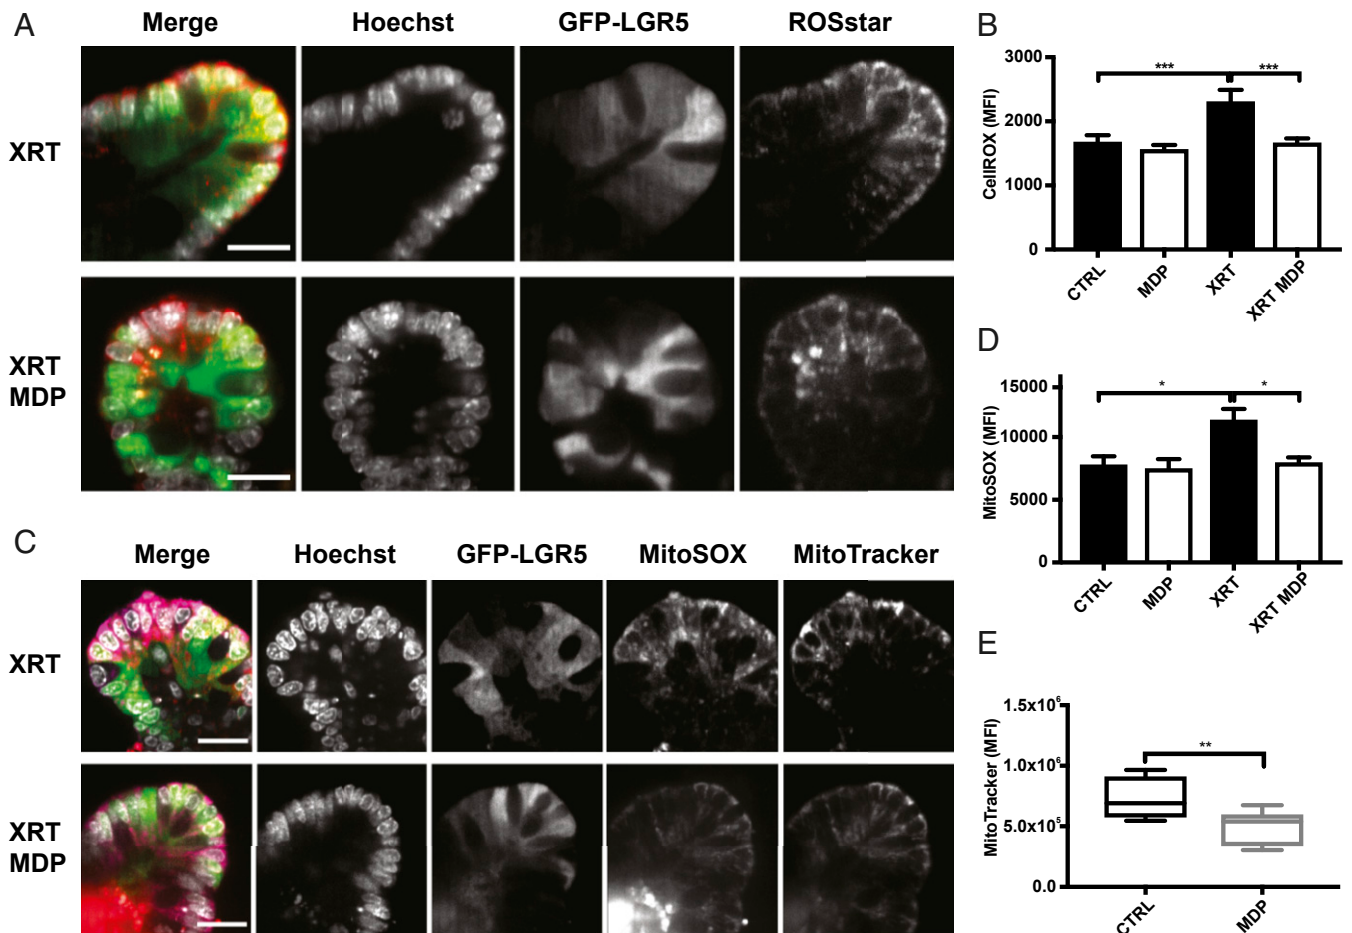 A
Merge Hoechst GFP-LGR5 ROSstar
XRT
XRT
MDP
B
CellROX (MFI)
3000
2000
1000
0
*** ***
CTRL MDP XRT XRT MDP
C
Merge Hoechst GFP-LGR5 MitoSOX MitoTracker
XRT
XRT
MDP
D
MitoSOX (MFI)
15000
10000
5000
0
* *
CTRL MDP XRT XRT MDP
E
MitoTracker (MFI)
1.5x10⁶
1.0x10⁶
5.0x10⁵
0.0
**
CTRL MDP